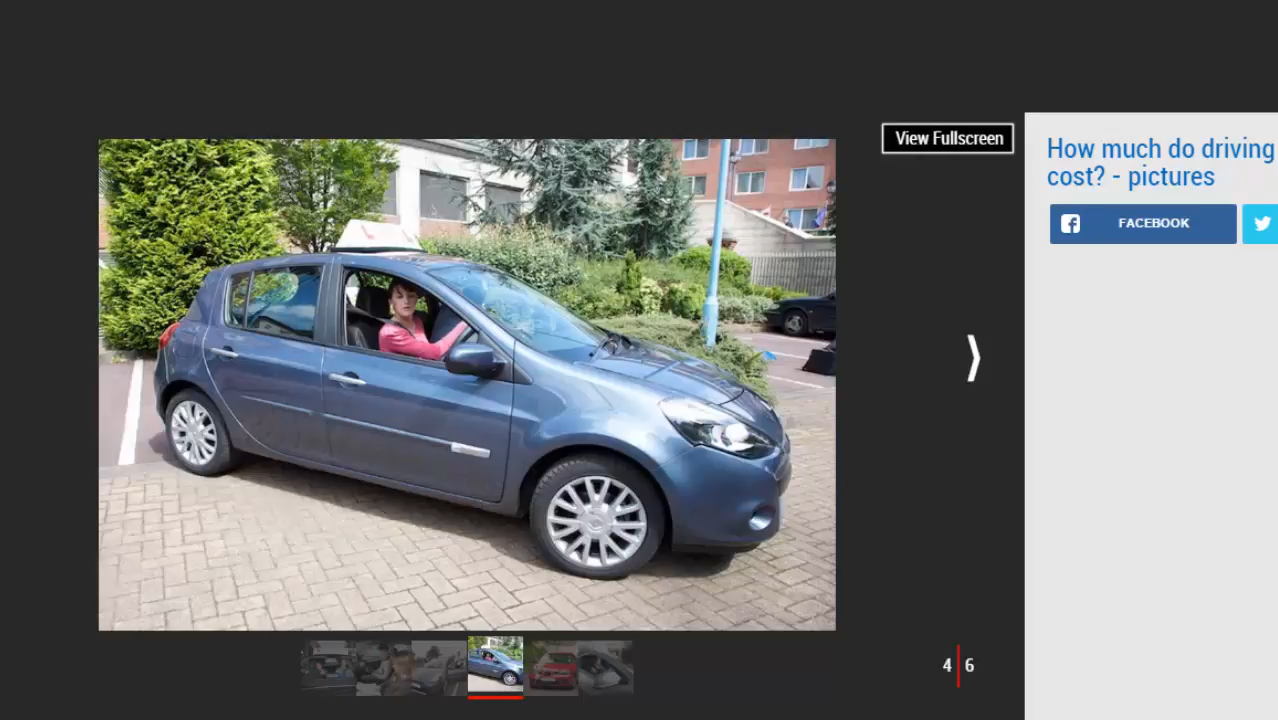 View Fullscreen
How much do driving
cost? - pictures
FACEBOOK
4 6